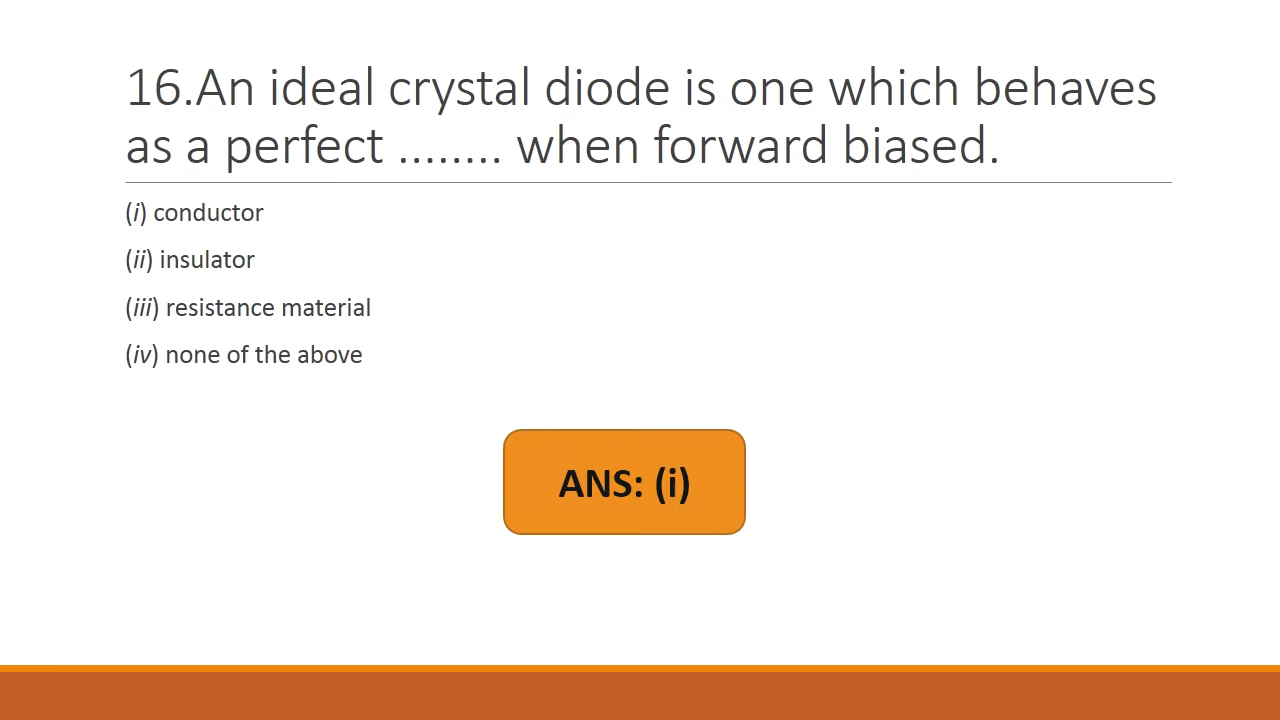 16.An ideal crystal diode is one which behaves
as a perfect ........ when forward biased.
(i) conductor
(ii) insulator
(iii) resistance material
(iv) none of the above
ANS: (i)